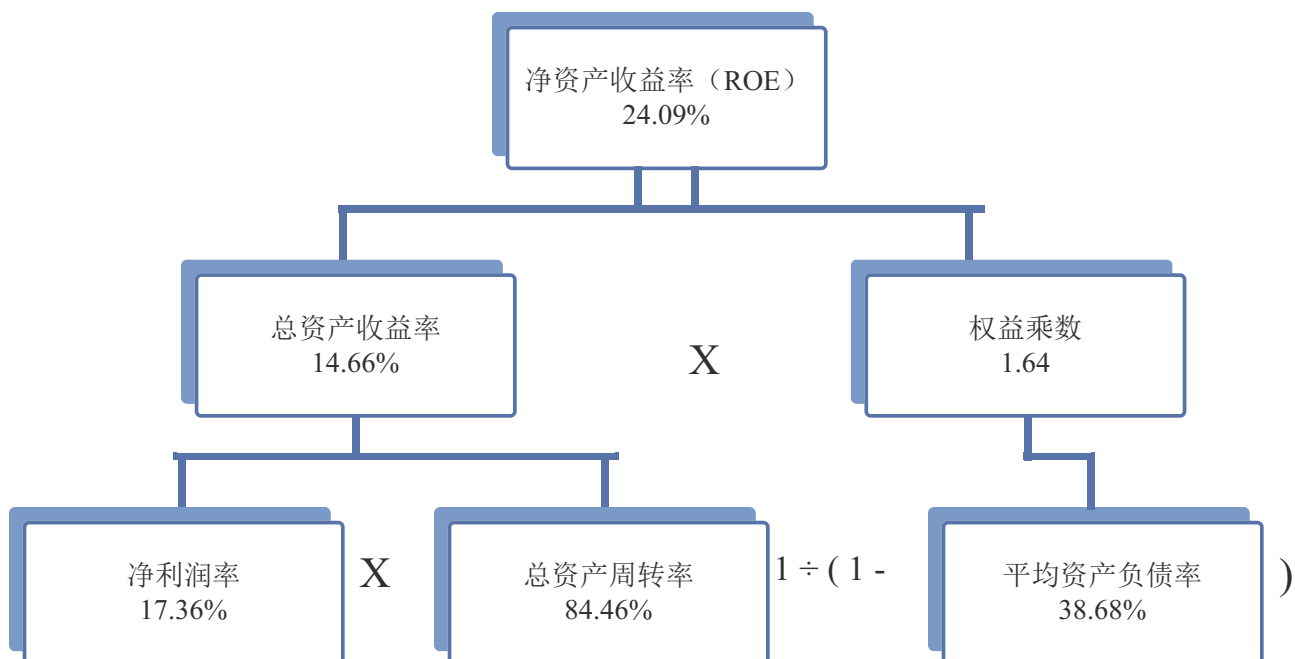 净资产收益率（ROE）
24.09%
总资产收益率
14.66%
X
权益乘数
1.64
净利润率
17.36%
X
总资产周转率
84.46%
1 ÷ ( 1 -
平均资产负债率
38.68%
)